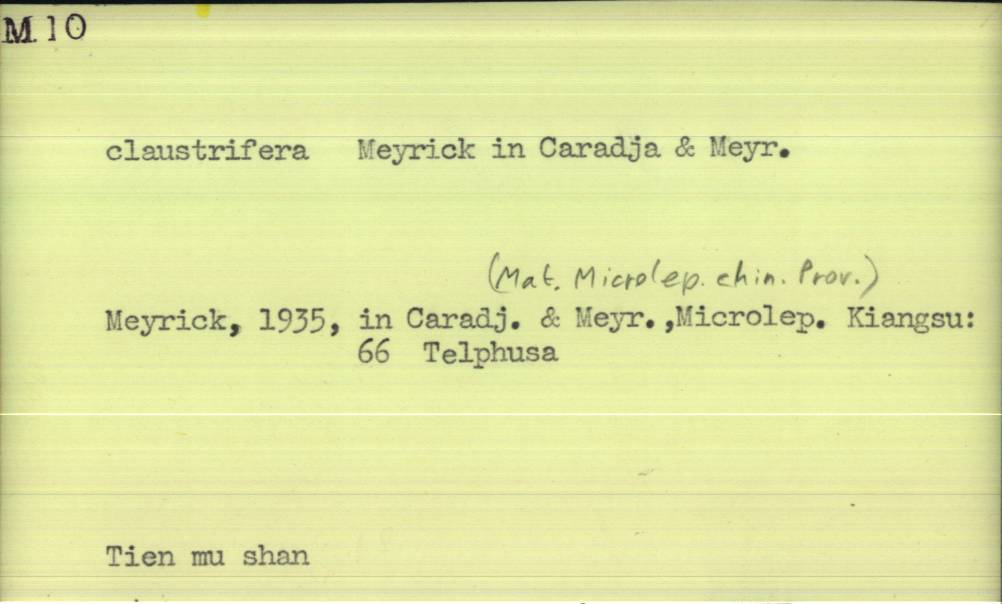 M.10
claustrifera Meyrick in Caradja & Meyr.
(Mat. Microlep. chin. Prov.)
Meyrick, 1935, in Caradj. & Meyr.,Microlep. Kiangsu:
66 Telphusa
Tien mu shan